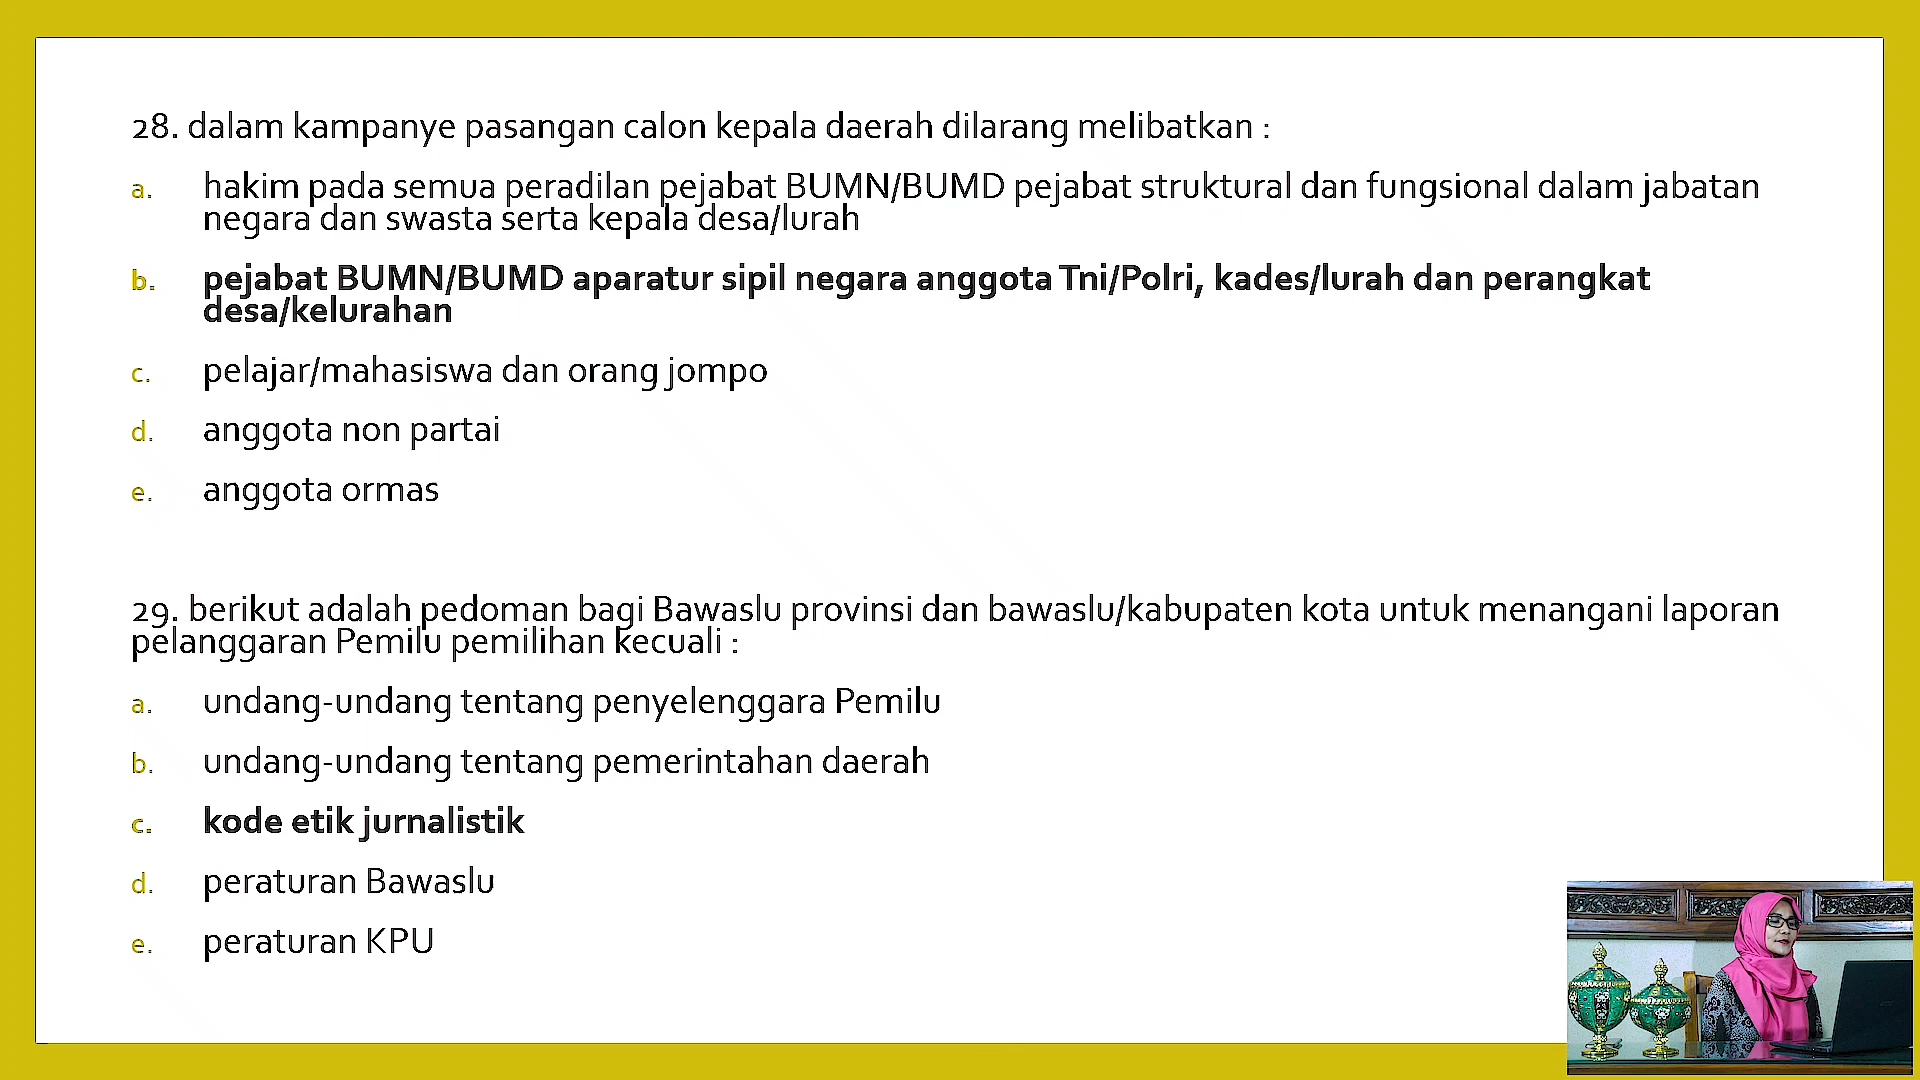 28. dalam kampanye pasangan calon kepala daerah dilarang melibatkan :
a. hakim pada semua peradilan pejabat BUMN/BUMD pejabat struktural dan fungsional dalam jabatan
negara dan swasta serta kepala desa/lurah
b. pejabat BUMN/BUMD aparatur sipil negara anggota Tni/Polri, kades/lurah dan perangkat
desa/kelurahan
c. pelajar/mahasiswa dan orang jompo
d. anggota non partai
e. anggota ormas
29. berikut adalah pedoman bagi Bawaslu provinsi dan bawaslu/kabupaten kota untuk menangani laporan
pelanggaran Pemilu pemilihan kecuali :
a. undang-undang tentang penyelenggara Pemilu
b. undang-undang tentang pemerintahan daerah
c. kode etik jurnalistik
d. peraturan Bawaslu
e. peraturan KPU